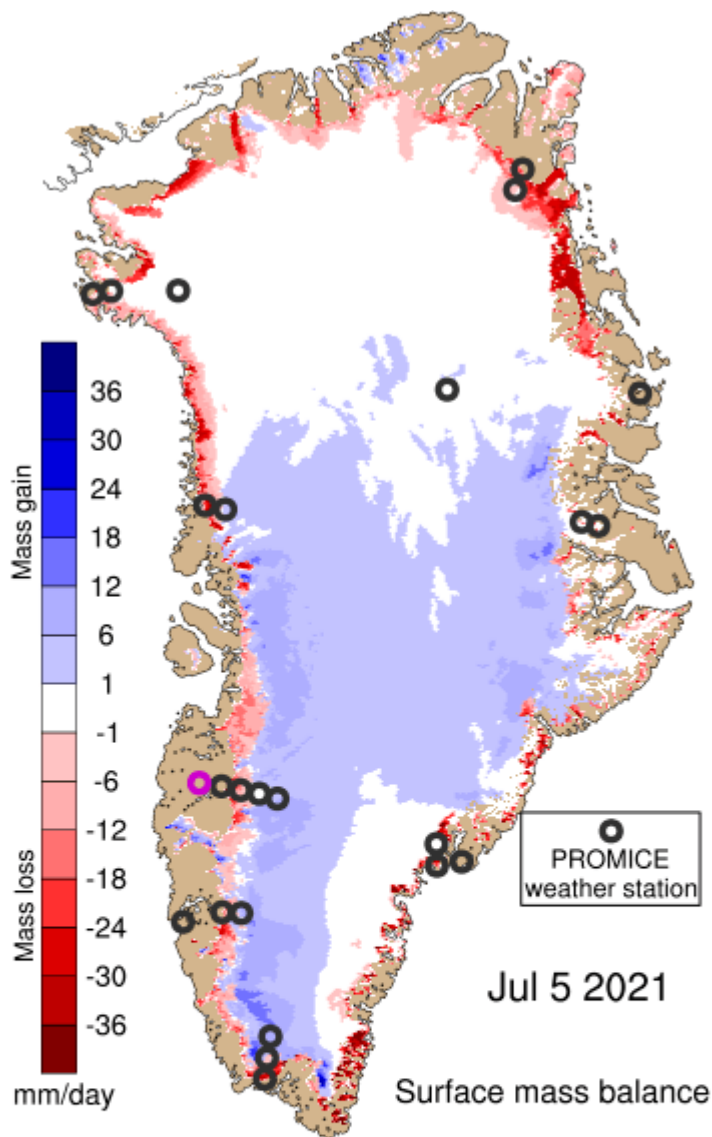 Mass gain
Mass loss
36
30
24
18
12
6
1
-1
-6
-12
-18
-24
-30
-36
mm/day
PROMICE
weather station
Jul 5 2021
Surface mass balance